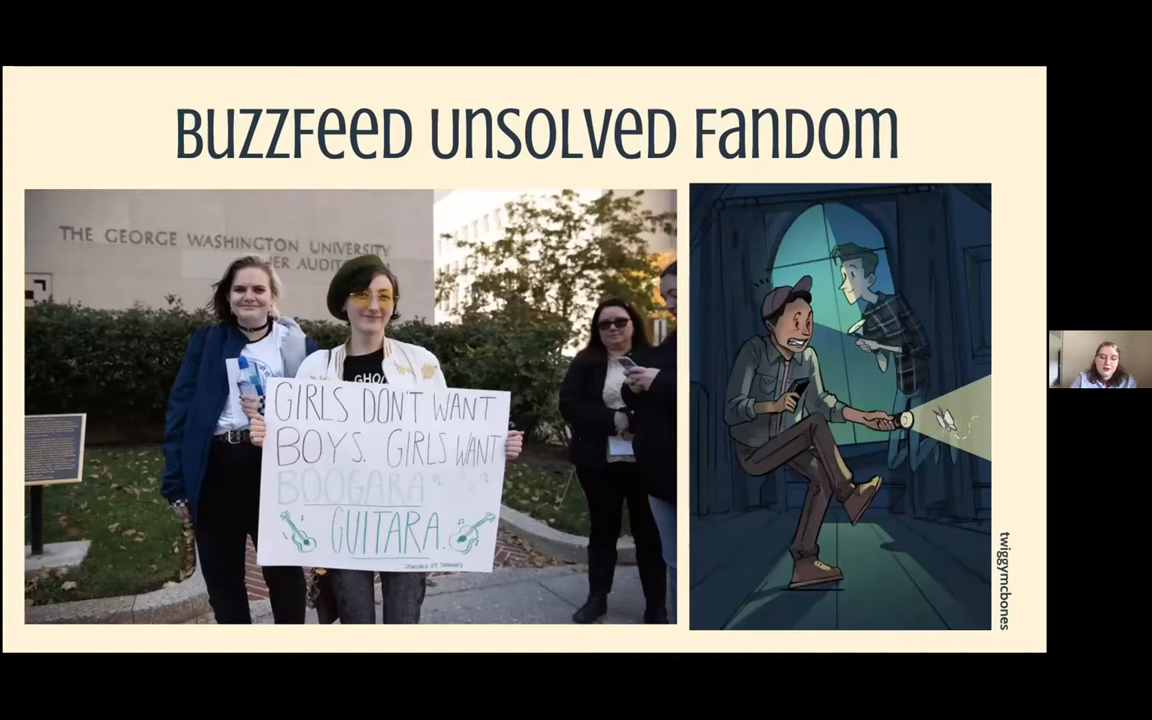 BUZZFEED UNSOLVED FANDOM
THE GEORGE WASHINGTON UNIVERSITY
GIRLS DON'T WANT
BOYS. GIRLS WANT
BOOGARA
GUITARA.
twiggymcbones